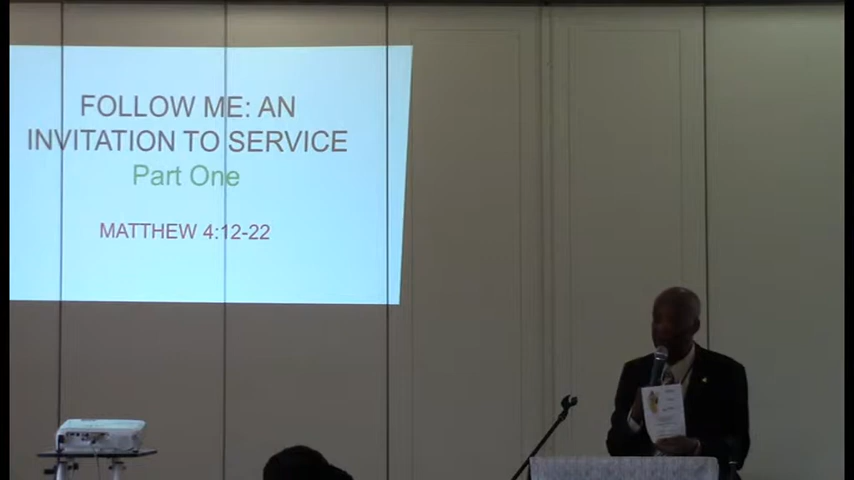 FOLLOW ME: AN
INVITATION TO SERVICE
Part One
MATTHEW 4:12-22